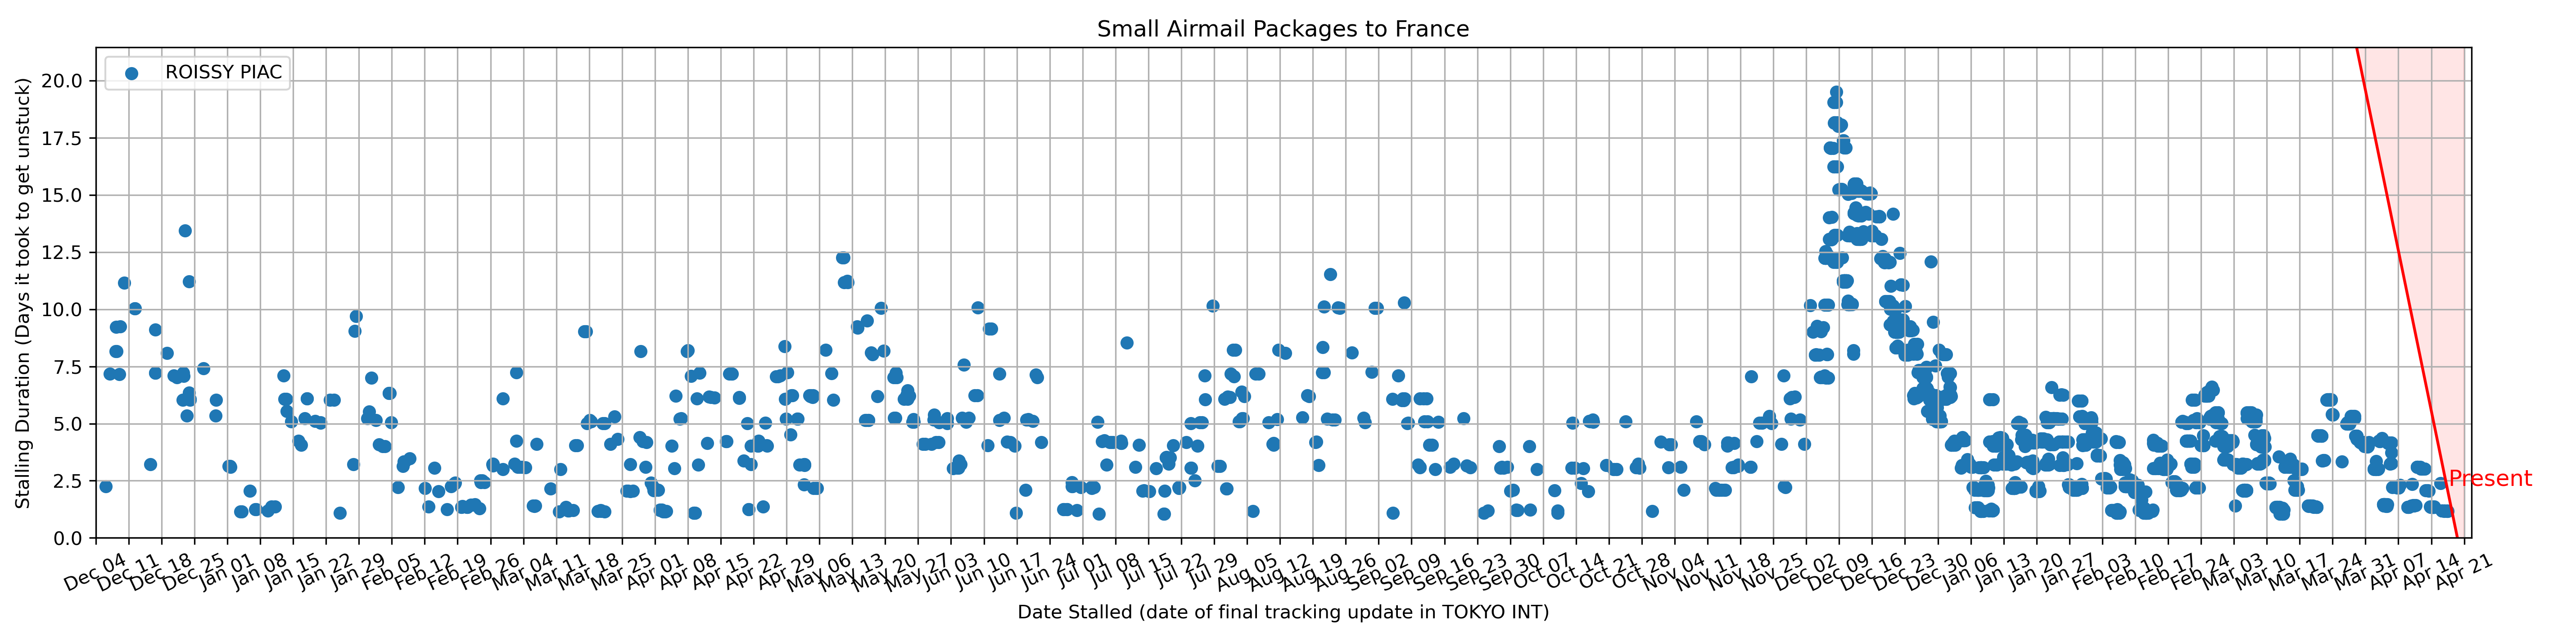 Small Airmail Packages to France
ROISSY PIAC
Stalling Duration (Days it took to get unstuck)
20.0
17.5
15.0
12.5
10.0
7.5
5.0
2.5
0.0
Present
Dec 04
Dec 11
Dec 18
Dec 25
Jan 01
Jan 08
Jan 15
Jan 22
Jan 29
Feb 05
Feb 12
Feb 19
Feb 26
Mar 04
Mar 11
Mar 18
Mar 25
Apr 01
Apr 08
Apr 15
Apr 22
Apr 29
May 06
May 13
May 20
May 27
Jun 03
Jun 10
Jun 17
Jun 24
Jul 01
Jul 08
Jul 15
Jul 22
Jul 29
Aug 05
Aug 12
Aug 19
Aug 26
Sep 02
Sep 09
Sep 16
Sep 23
Sep 30
Oct 07
Oct 14
Oct 21
Oct 28
Nov 04
Nov 11
Nov 18
Nov 25
Dec 02
Dec 09
Dec 16
Dec 23
Dec 30
Jan 06
Jan 13
Jan 20
Jan 27
Feb 03
Feb 10
Feb 17
Feb 24
Mar 03
Mar 10
Mar 17
Mar 24
Mar 31
Apr 07
Apr 14
Apr 21
Date Stalled (date of final tracking update in TOKYO INT)